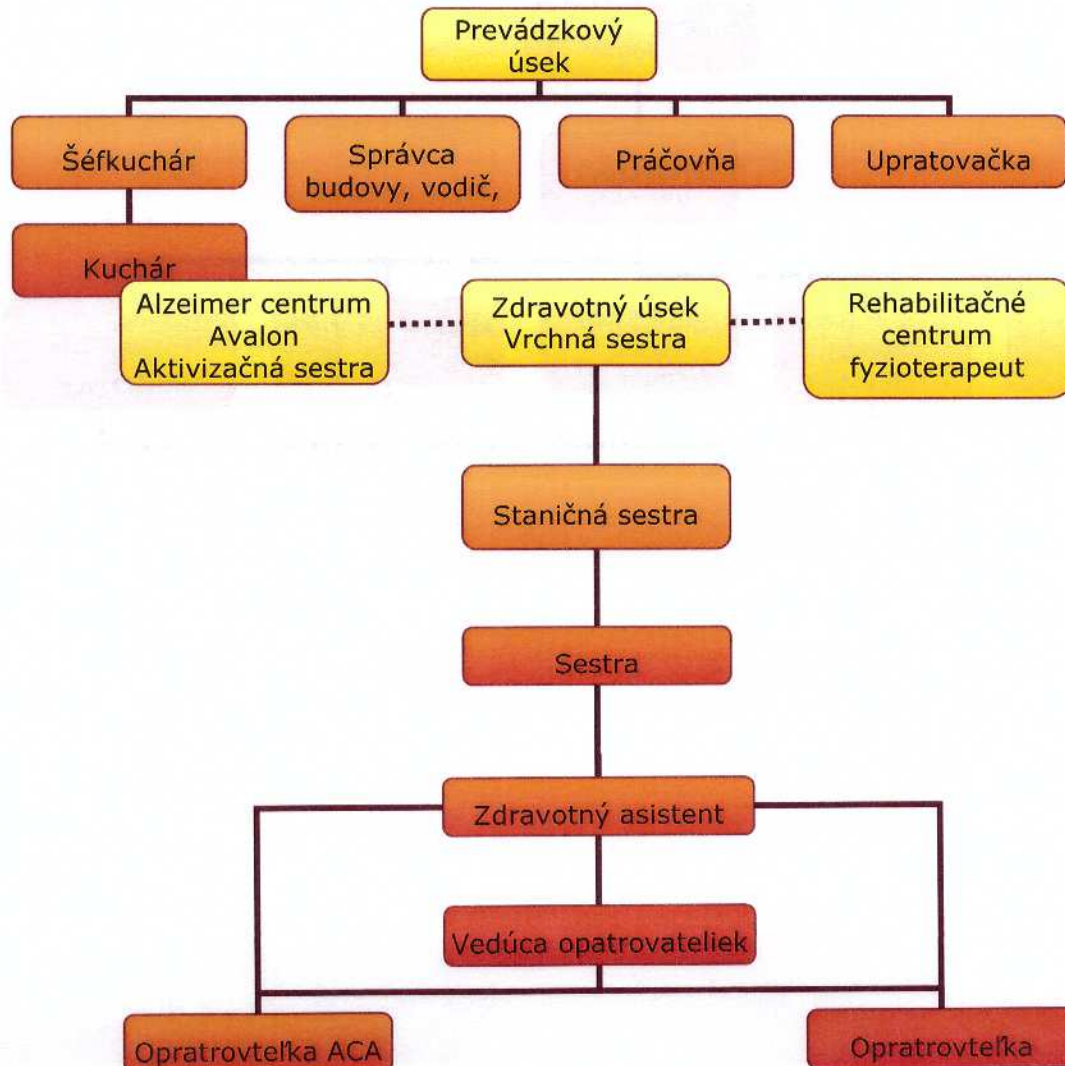 Prevádzkový
úsek
Šéfkuchár
Správca
budovy, vodič,
Práčovňa
Upratovačka
Kuchár
Alzeimer centrum
Avalon
Aktivizačná sestra
Zdravotný úsek
Vrchná sestra
Rehabilitačné
centrum
fyzioterapeut
Staničná sestra
Sestra
Zdravotný asistent
Vedúca opatrovateliek
Opratrovteľka ACA
Opratrovteľka